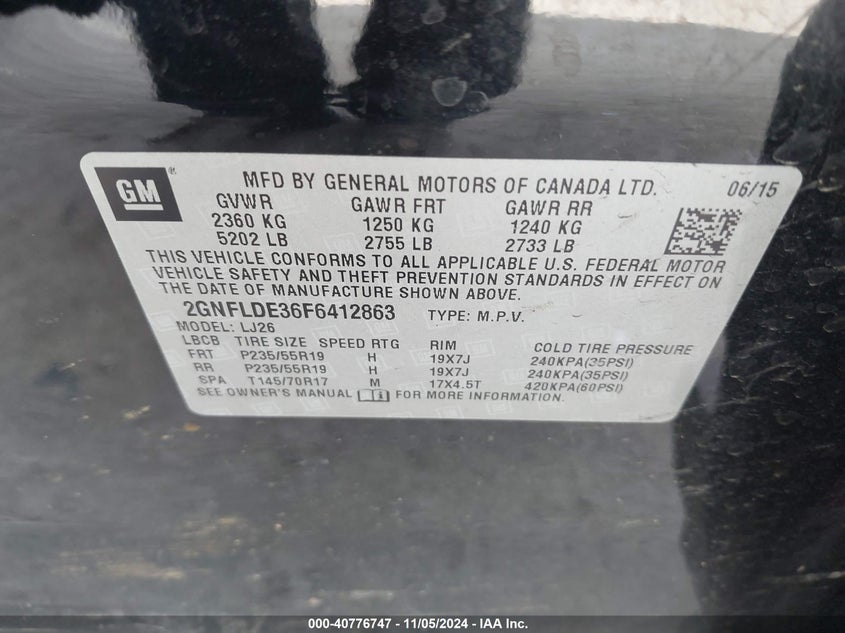 GM ®
MFD BY GENERAL MOTORS OF CANADA LTD. 06/15
GVWR GAWR FRT GAWR RR
2360 KG 1250 KG 1240 KG
5202 LB 2755 LB 2733 LB
THIS VEHICLE CONFORMS TO ALL APPLICABLE U.S. FEDERAL MOTOR
VEHICLE SAFETY AND THEFT PREVENTION STANDARDS IN EFFECT ON
THE DATE OF MANUFACTURE SHOWN ABOVE.
2GNFLDE36F6412863 TYPE: M.P.V.
MODEL: LJ26
LBCB TIRE SIZE SPEED RTG RIM COLD TIRE PRESSURE
FRT P235/55R19 H 19X7J 240KPA(35PSI)
RR P235/55R19 H 19X7J 240KPA(35PSI)
SPA T145/70R17 M 17X4.5T 420KPA(60PSI)
SEE OWNER'S MANUAL FOR MORE INFORMATION.
000-40776747 - 11/05/2024 - IAA Inc.